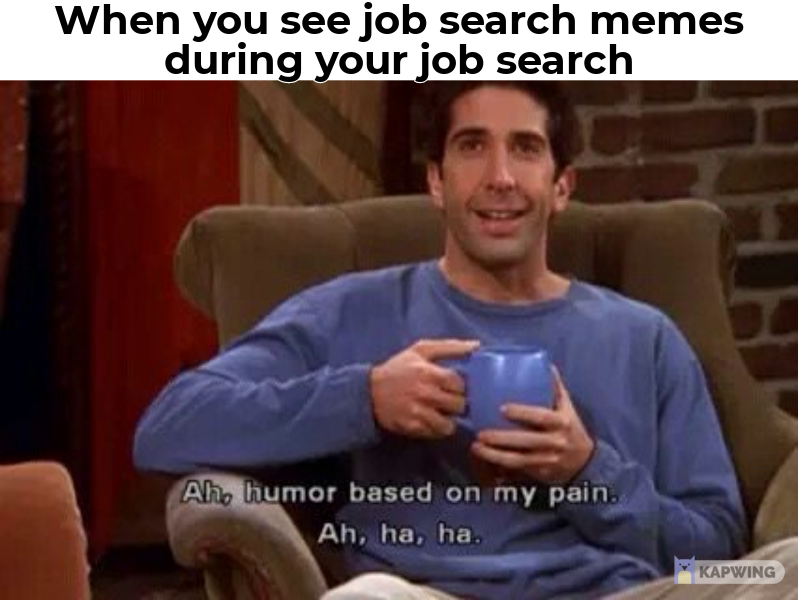 When you see job search memes
during your job search
Ah, humor based on my pain.
Ah, ha, ha.
KAPWING